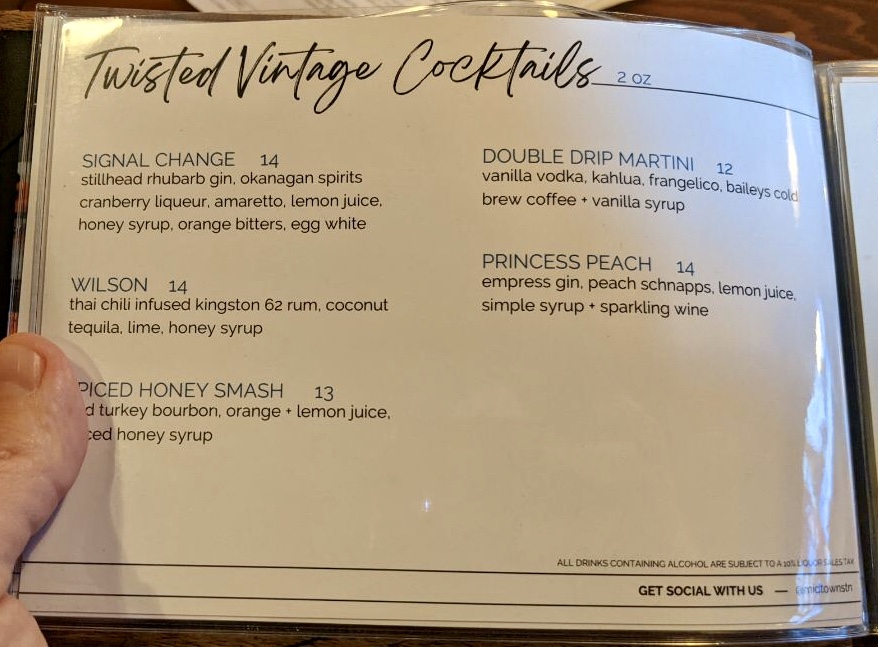 Twisted Vintage Cocktails 2 OZ
SIGNAL CHANGE 14
stillhead rhubarb gin, okanagan spirits
cranberry liqueur, amaretto, lemon juice,
honey syrup, orange bitters, egg white
WILSON 14
thai chili infused kingston 62 rum, coconut
tequila, lime, honey syrup
PICED HONEY SMASH 13
d turkey bourbon, orange + lemon juice,
ced honey syrup
DOUBLE DRIP MARTINI 12
vanilla vodka, kahlua, frangelico, baileys cold
brew coffee + vanilla syrup
PRINCESS PEACH 14
empress gin, peach schnapps, lemon juice,
simple syrup + sparkling wine
ALL DRINKS CONTAINING ALCOHOL ARE SUBJECT TO A 10% LIQUOR SALES TAX
GET SOCIAL WITH US — @midtownstn